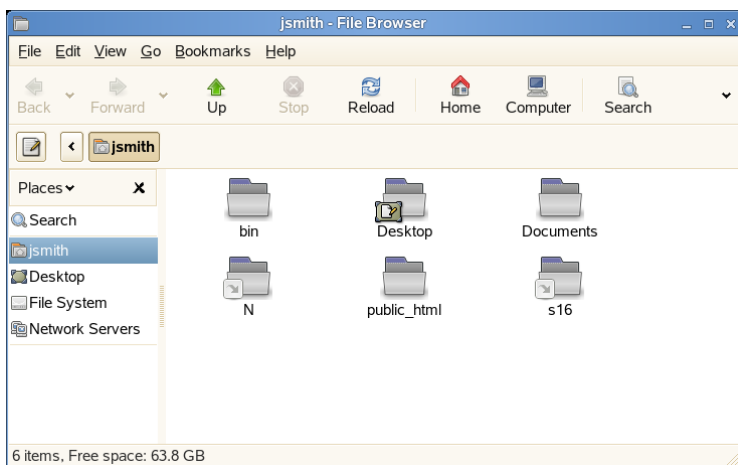 jsmith - File Browser
File Edit View Go Bookmarks Help
Back Forward Up Stop Reload Home Computer Search
jsmith
Places
Search
jsmith
Desktop
File System
Network Servers
bin Desktop Documents
N public_html s16
6 items, Free space: 63.8 GB